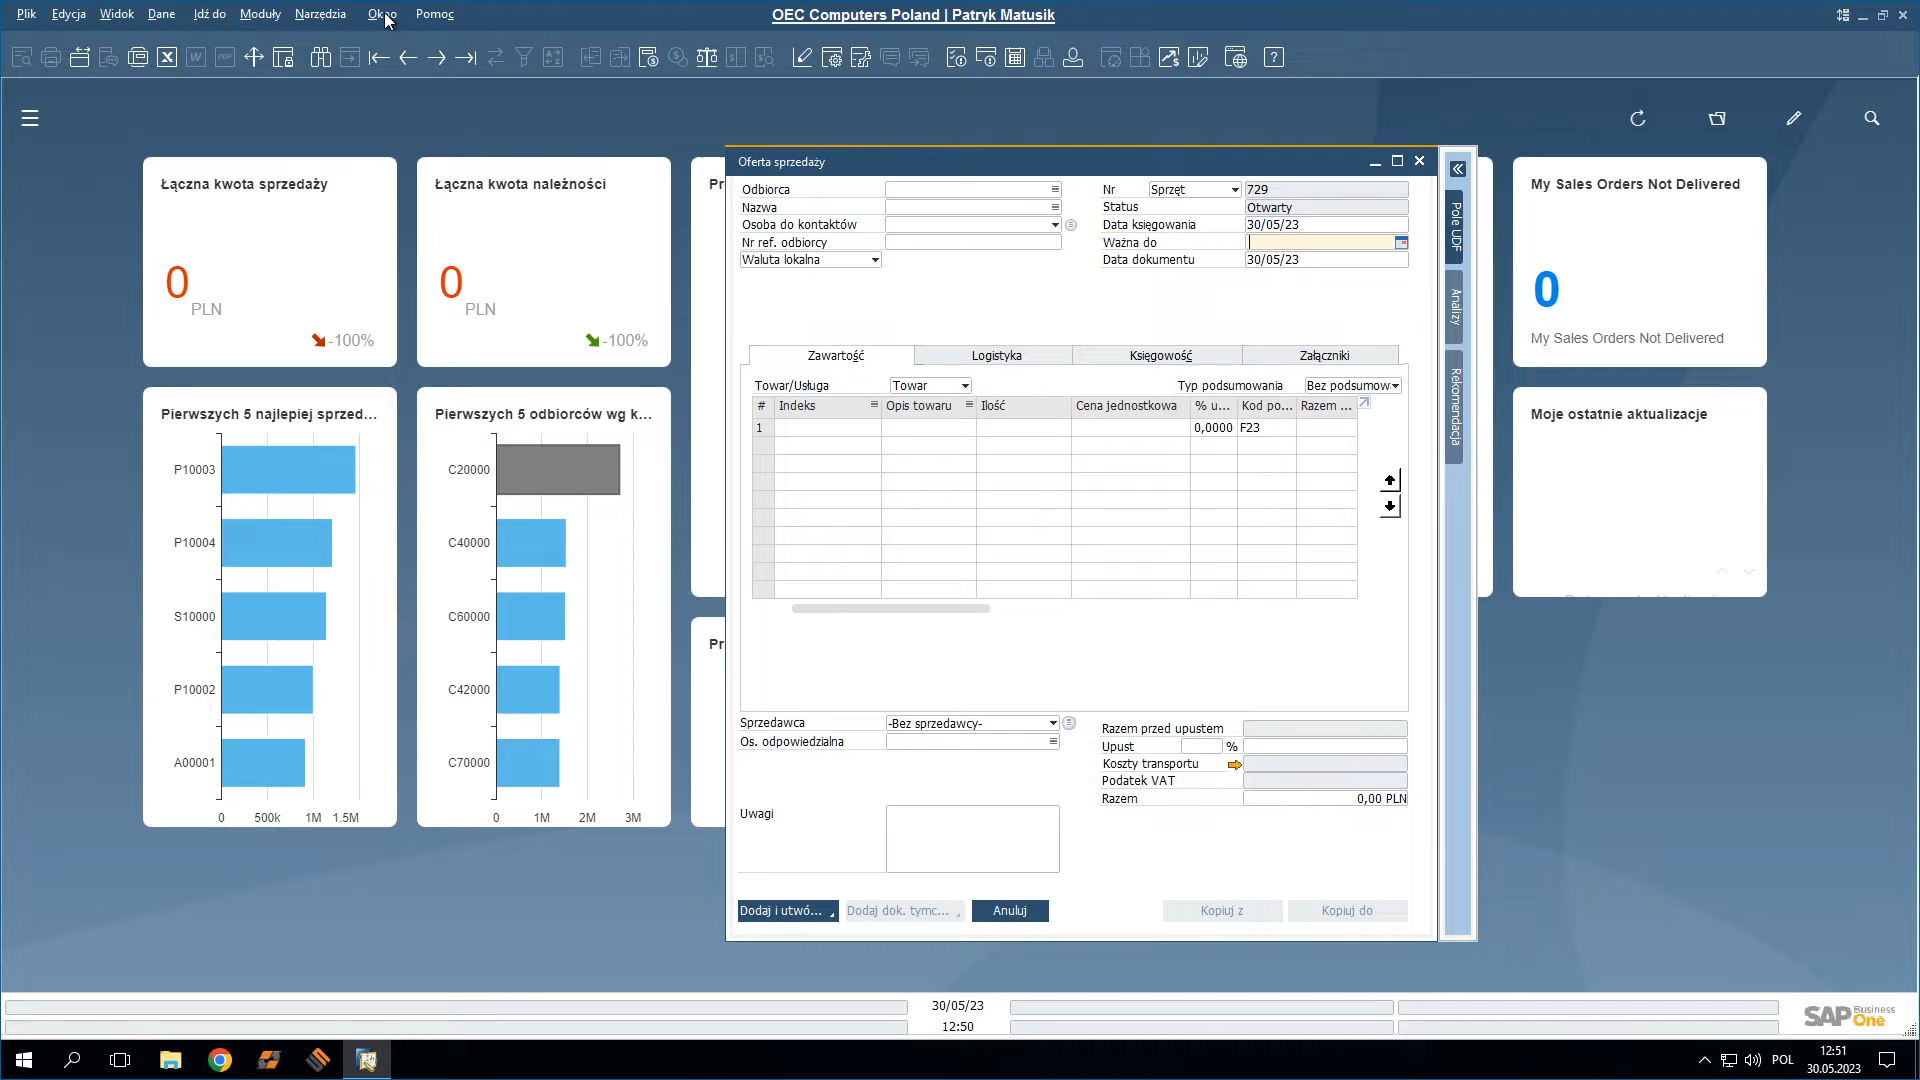 Plik Edycja Widok Dane Idź do Moduły Narzędzia Okno Pomoc
OEC Computers Poland | Patryk Matusik
Oferta sprzedaży
Odbiorca
Nazwa
Osoba do kontaktów
Nr ref. odbiorcy
Waluta lokalna
Nr Sprzęt 729
Status Otwarty
Data księgowania 30/05/23
Ważna do
Data dokumentu 30/05/23
Zawartość Logistyka Księgowość Załączniki
Towar/Usługa Towar Typ podsumowania Bez podsumow
# Indeks Opis towaru Ilość Cena jednostkowa % u... Kod po... Razem ...
1 0,0000 F23
Sprzedawca -Bez sprzedawcy-
Os. odpowiedzialna
Uwagi
Razem przed upustem
Upust %
Koszty transportu
Podatek VAT
Razem 0,00 PLN
Dodaj i utwó... Dodaj dok. tymc... Anuluj Kopiuj z Kopiuj do
Pole UDF
Analizy
Rekomendacja
Łączna kwota sprzedaży
0
PLN
-100%
Łączna kwota należności
0
PLN
-100%
Pr
My Sales Orders Not Delivered
0
My Sales Orders Not Delivered
Pierwszych 5 najlepiej sprzed...
P10003
P10004
S10000
P10002
A00001
0 500k 1M 1.5M
Pierwszych 5 odbiorców wg k...
C20000
C40000
C60000
C42000
C70000
0 1M 2M 3M
Pr
Moje ostatnie aktualizacje
30/05/23
12:50
SAP Business One
POL
12:51
30.05.2023